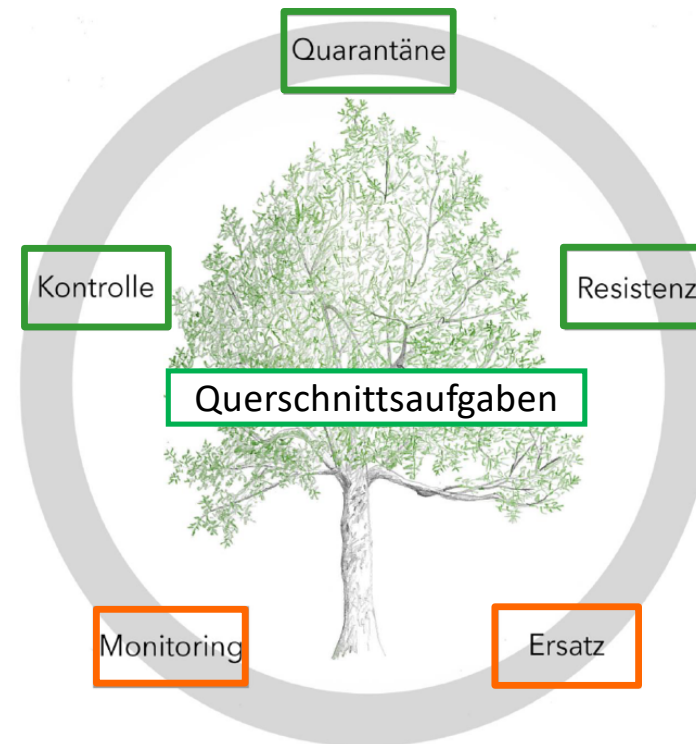 Quarantäne
Kontrolle
Resistenz
Querschnittsaufgaben
Monitoring
Ersatz